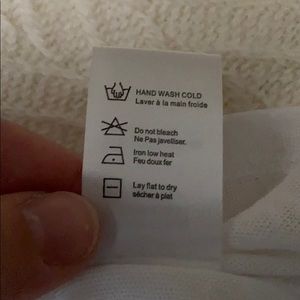 HAND WASH COLD
Laver à la main froide
Do not bleach
Ne Pas javelliser.
Iron low heat
Feu doux fer
Lay flat to dry
sécher à plat